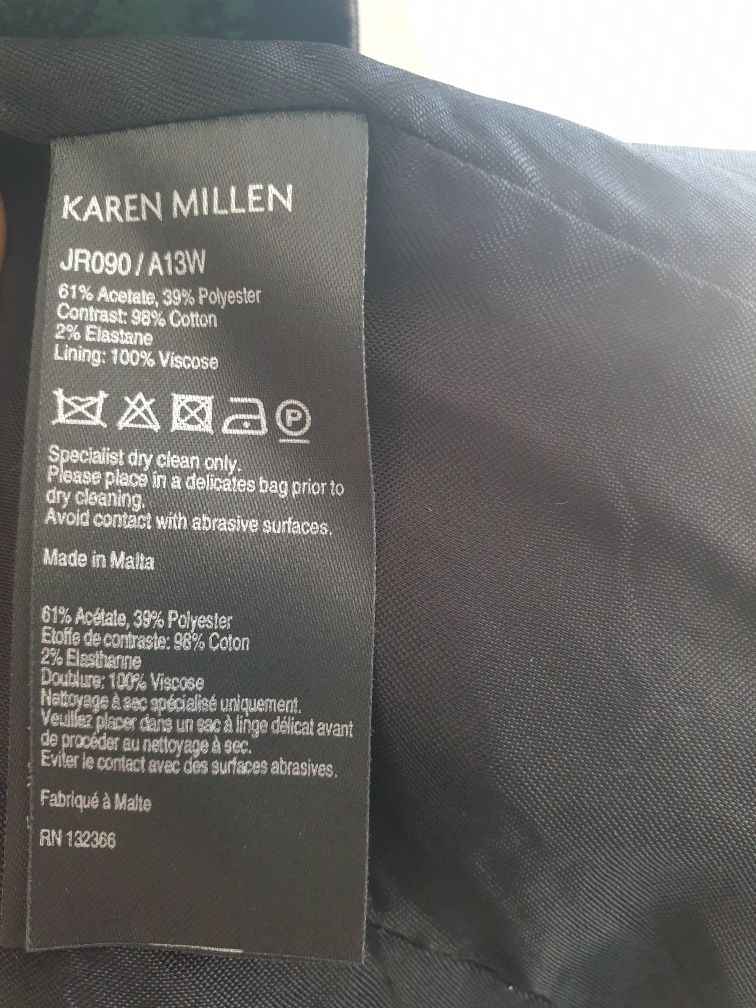 KAREN MILLEN
JR090/A13W
61% Acetate, 39% Polyester
Contrast: 98% Cotton
2% Elastane
Lining: 100% Viscose
P
Specialist dry clean only.
Please place in a delicates bag prior to
dry cleaning.
Avoid contact with abrasive surfaces.
Made in Malta
61% Acétate, 39% Polyester
Etoffe de contraste: 98% Coton
2% Elasthanne
Doublure: 100% Viscose
Nettoyage à sec spécialisé uniquement.
Veuillez placer dans un sac à linge délicat avant
de procéder au nettoyage à sec.
Eviter le contact avec des surfaces abrasives.
Fabriqué à Malte
RN 132366